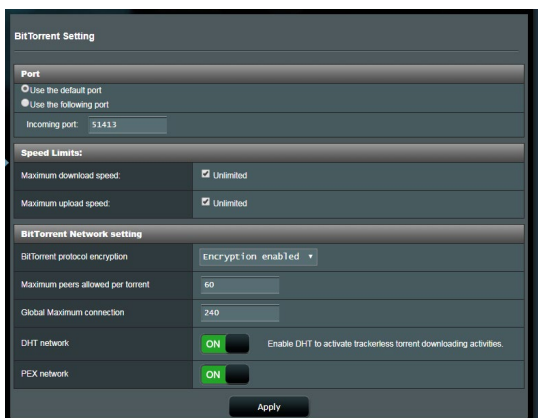 BitTorrent Setting
Port
Use the default port
Use the following port
Incoming port: 51413
Speed Limits:
Maximum download speed: Unlimited
Maximum upload speed: Unlimited
BitTorrent Network setting
BitTorrent protocol encryption Encryption enabled
Maximum peers allowed per torrent 60
Global Maximum connection 240
DHT network ON Enable DHT to activate trackerless torrent downloading activities.
PEX network ON
Apply